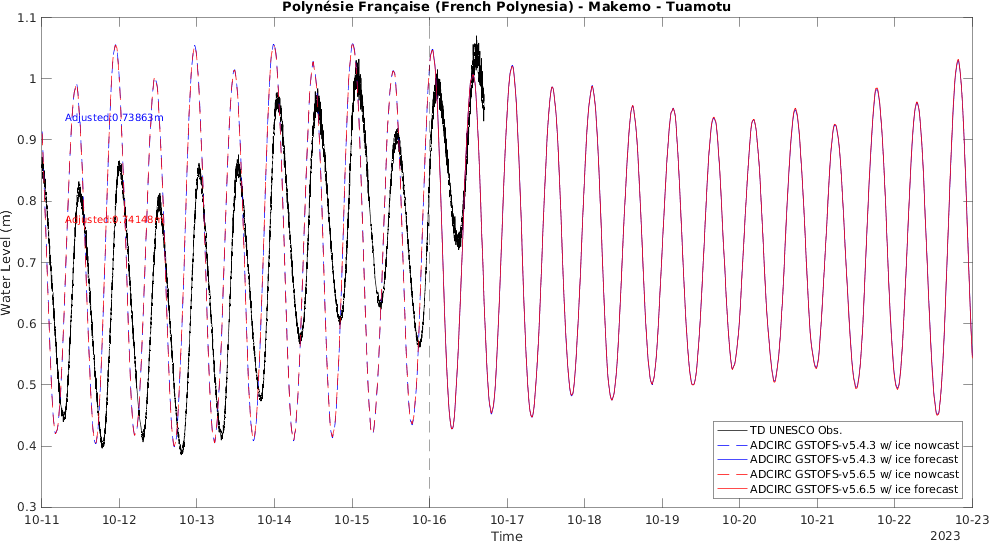 Polynésie Française (French Polynesia) - Makemo - Tuamotu
1.1
1
0.9
0.8
0.7
0.6
0.5
0.4
0.3
Water Level (m)
Adjusted:0.73863m
Adjusted:0.74148m
TD UNESCO Obs.
ADCIRC GSTOFS-v5.4.3 w/ ice nowcast
ADCIRC GSTOFS-v5.4.3 w/ ice forecast
ADCIRC GSTOFS-v5.6.5 w/ ice nowcast
ADCIRC GSTOFS-v5.6.5 w/ ice forecast
10-11 10-12 10-13 10-14 10-15 10-16 10-17 10-18 10-19 10-20 10-21 10-22 10-23
Time
2023